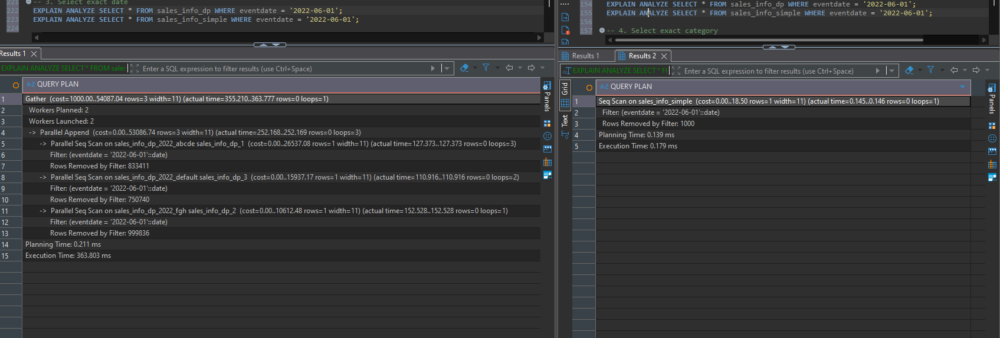 221 -- 3. Select exact date
222 EXPLAIN ANALYZE SELECT * FROM sales_info_dp WHERE eventdate = '2022-06-01';
223 EXPLAIN ANALYZE SELECT * FROM sales_info_simple WHERE eventdate = '2022-06-01';
224
Results 1
EXPLAIN ANALYZE SELECT * FROM sales Enter a SQL expression to filter results (use Ctrl+Space)
A-Z QUERY PLAN
1 Gather (cost=1000.00..54087.04 rows=3 width=11) (actual time=355.210..363.777 rows=0 loops=1)
2 Workers Planned: 2
3 Workers Launched: 2
4 -> Parallel Append (cost=0.00..53086.74 rows=3 width=11) (actual time=252.168..252.169 rows=0 loops=3)
5 -> Parallel Seq Scan on sales_info_dp_2022_abcde sales_info_dp_1 (cost=0.00..26537.08 rows=1 width=11) (actual time=127.373..127.373 rows=0 loops=3)
6 Filter: (eventdate = '2022-06-01'::date)
7 Rows Removed by Filter: 833411
8 -> Parallel Seq Scan on sales_info_dp_2022_default sales_info_dp_3 (cost=0.00..15937.17 rows=1 width=11) (actual time=110.916..110.916 rows=0 loops=2)
9 Filter: (eventdate = '2022-06-01'::date)
10 Rows Removed by Filter: 750740
11 -> Parallel Seq Scan on sales_info_dp_2022_fgh sales_info_dp_2 (cost=0.00..10612.48 rows=1 width=11) (actual time=152.528..152.528 rows=0 loops=1)
12 Filter: (eventdate = '2022-06-01'::date)
13 Rows Removed by Filter: 999836
14 Planning Time: 0.211 ms
15 Execution Time: 363.803 ms
Panels
154 EXPLAIN ANALYZE SELECT * FROM sales_info_dp WHERE eventdate = '2022-06-01';
155 EXPLAIN ANALYZE SELECT * FROM sales_info_simple WHERE eventdate = '2022-06-01';
156
157 -- 4. Select exact category
Results 1 Results 2
EXPLAIN ANALYZE SELECT * FI Enter a SQL expression to filter results (use Ctrl+Space)
Grid
Text
A-Z QUERY PLAN
1 Seq Scan on sales_info_simple (cost=0.00..18.50 rows=1 width=11) (actual time=0.145..0.146 rows=0 loops=1)
2 Filter: (eventdate = '2022-06-01'::date)
3 Rows Removed by Filter: 1000
4 Planning Time: 0.139 ms
5 Execution Time: 0.179 ms
Panels